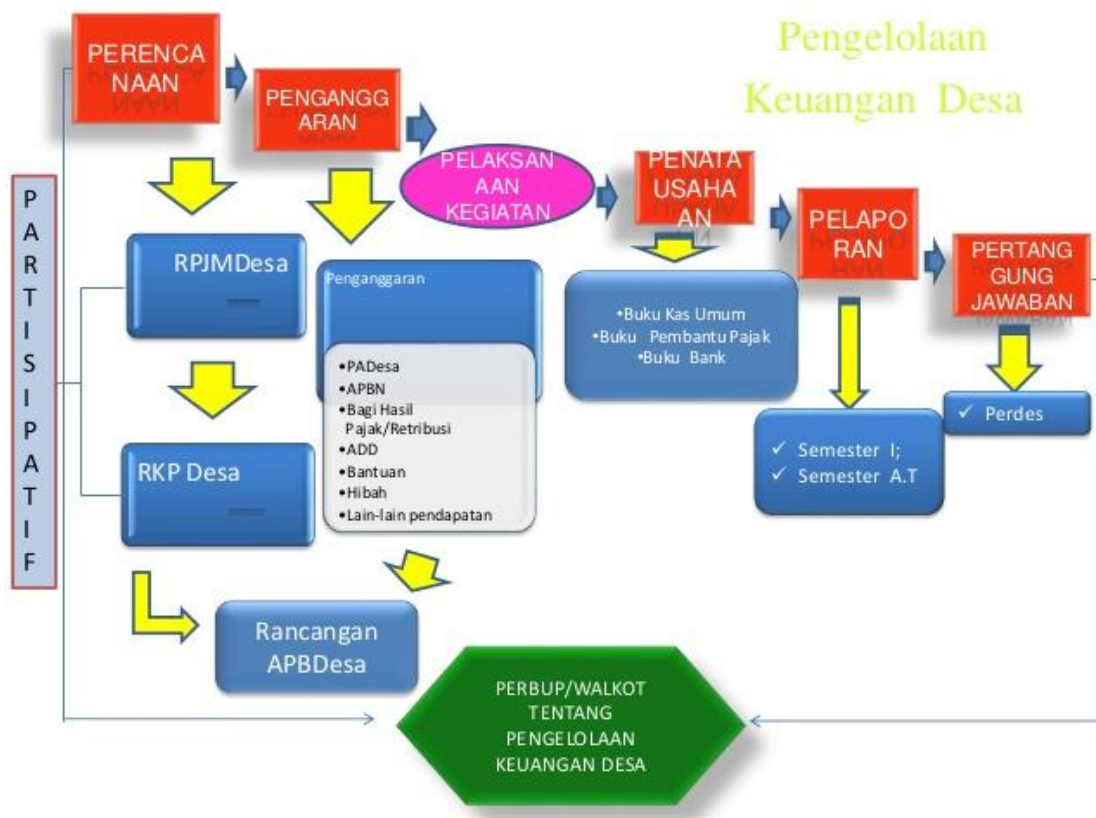 Pengelolaan
Keuangan Desa
PERENCA
NAAN
PENGANGG
ARAN
PELAKSAN
AAN
KEGIATAN
PENATA
USAHA
AN
PELAPO
RAN
PERTANG
GUNG
JAWABAN
P
A
R
T
I
S
I
P
A
T
I
F
RPJMDesa
RKP Desa
Penganggaran
•PADesa
•APBN
•Bagi Hasil
Pajak/Retribusi
•ADD
•Bantuan
•Hibah
•Lain-lain pendapatan
•Buku Kas Umum
•Buku Pembantu Pajak
•Buku Bank
✓ Semester I;
✓ Semester A.T
✓ Perdes
Rancangan
APBDesa
PERBUP/WALKOT
TENTANG
PENGELOLAAN
KEUANGAN DESA